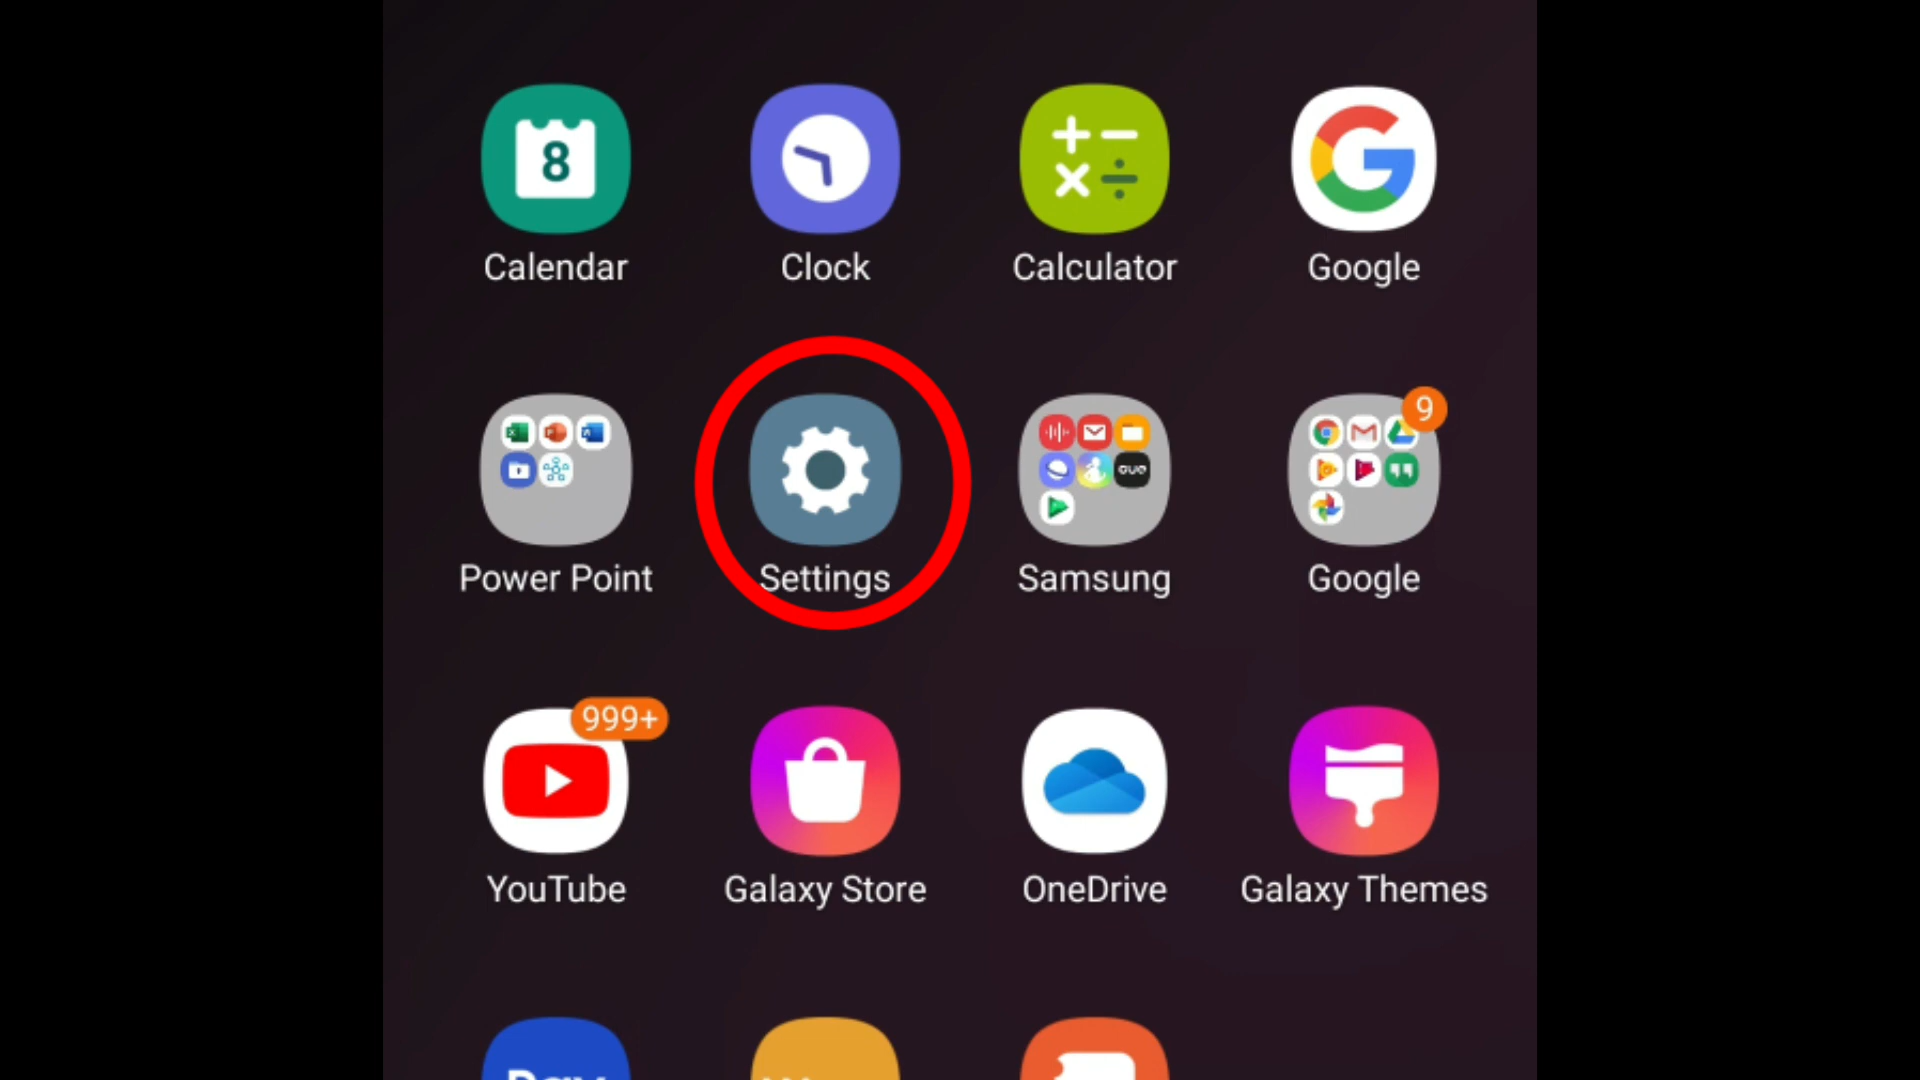 8
Calendar
Clock
Calculator
Google
9
Power Point
Settings
Samsung
Google
999+
YouTube
Galaxy Store
OneDrive
Galaxy Themes